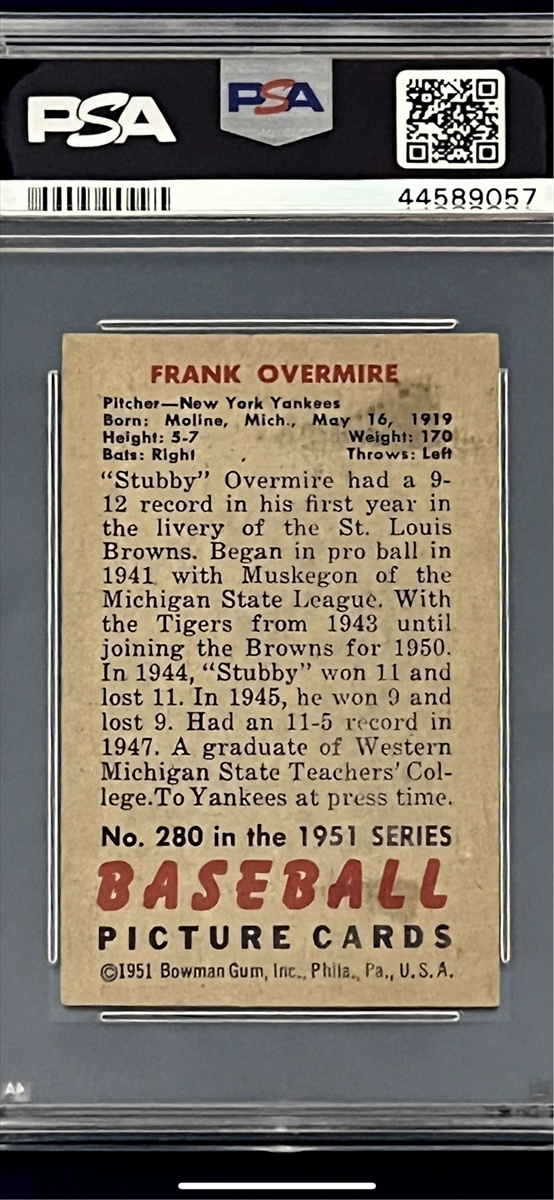 PSA
PSA
44589057
FRANK OVERMIRE
Pitcher—New York Yankees
Born: Moline, Mich., May 16, 1919
Height: 5-7 Weight: 170
Bats: Right Throws: Left
“Stubby” Overmire had a 9-
12 record in his first year in
the livery of the St. Louis
Browns. Began in pro ball in
1941 with Muskegon of the
Michigan State League. With
the Tigers from 1943 until
joining the Browns for 1950.
In 1944, “Stubby” won 11 and
lost 11. In 1945, he won 9 and
lost 9. Had an 11-5 record in
1947. A graduate of Western
Michigan State Teachers’ Col-
lege.To Yankees at press time.
No. 280 in the 1951 SERIES
BASEBALL
PICTURE CARDS
©1951 Bowman Gum, Inc., Phila., Pa., U.S.A.